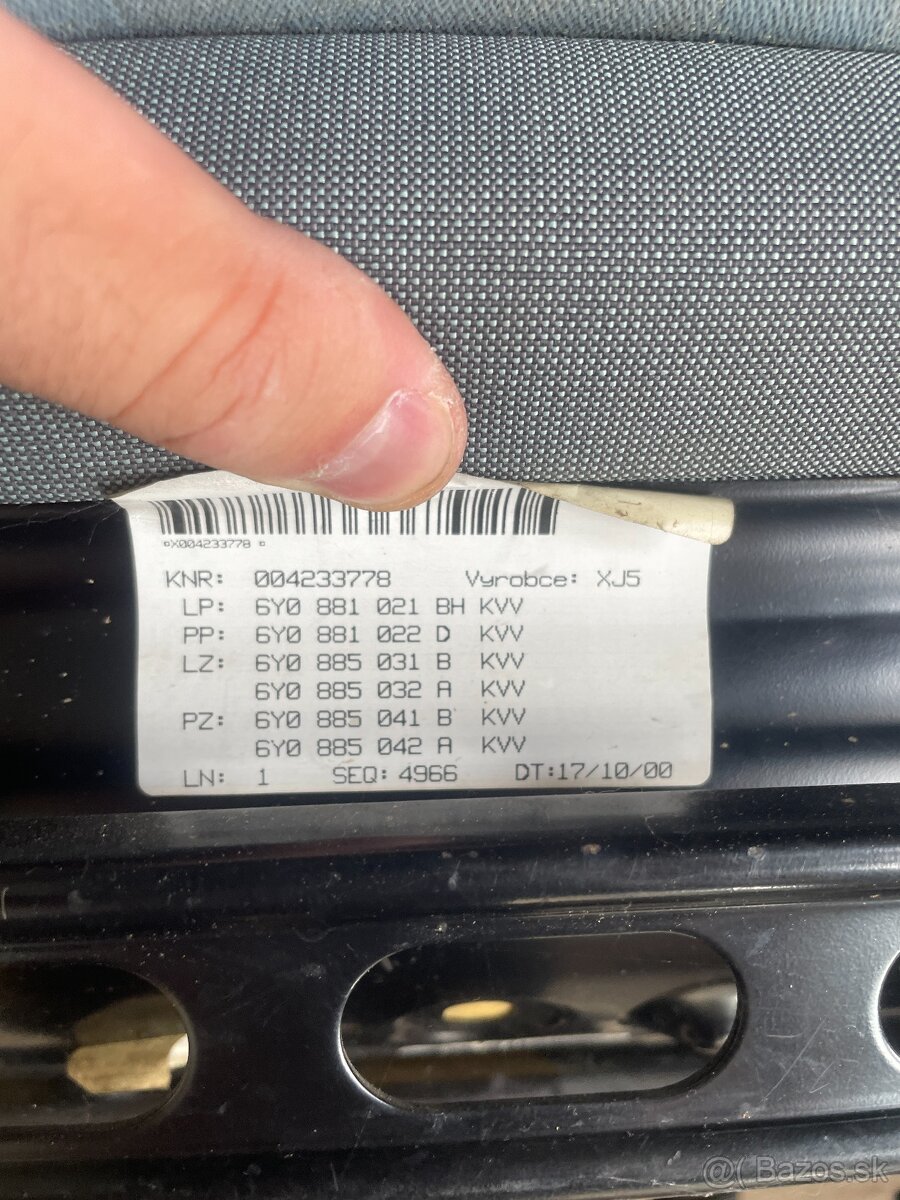 ¤X004233778 ¤
KNR: 004233778 Vyrobce: XJ5
LP: 6Y0 881 021 BH KVV
PP: 6Y0 881 022 D KVV
LZ: 6Y0 885 031 B KVV
6Y0 885 032 A KVV
PZ: 6Y0 885 041 B KVV
6Y0 885 042 A KVV
LN: 1 SEQ: 4966 DT:17/10/00
@( Bazos.sk